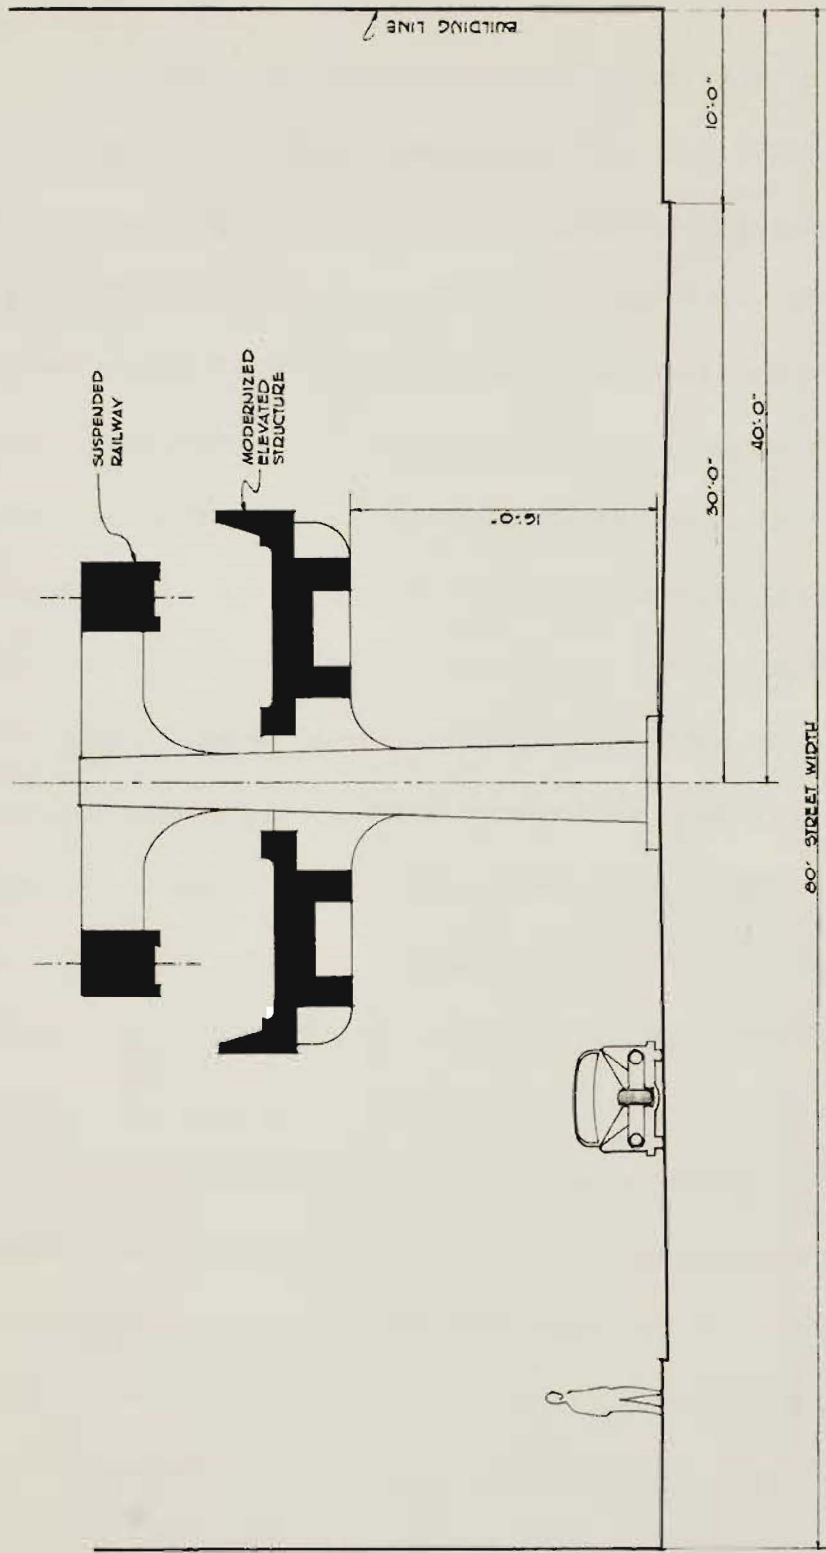 BUILDING LINE
SUSPENDED
RAILWAY
MODERNIZED
ELEVATED
STRUCTURE
16'-0"
10'-0"
30'-0"
40'-0"
80' STREET WIDTH